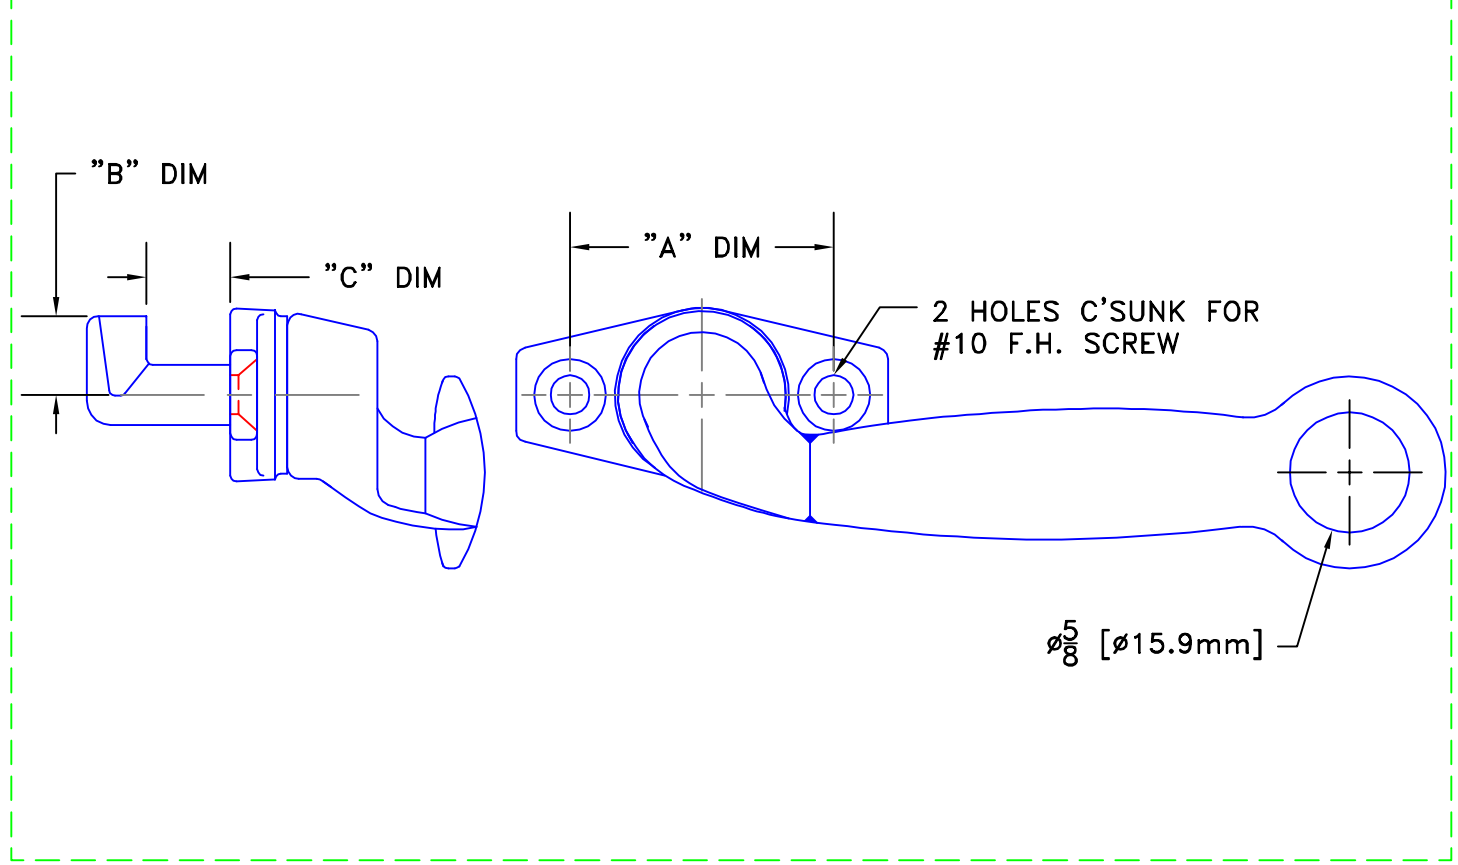 ”B” DIM
”A” DIM
”C” DIM
2 HOLES C'SUNK FOR
#10 F.H. SCREW
ø5/8 [ø15.9mm]